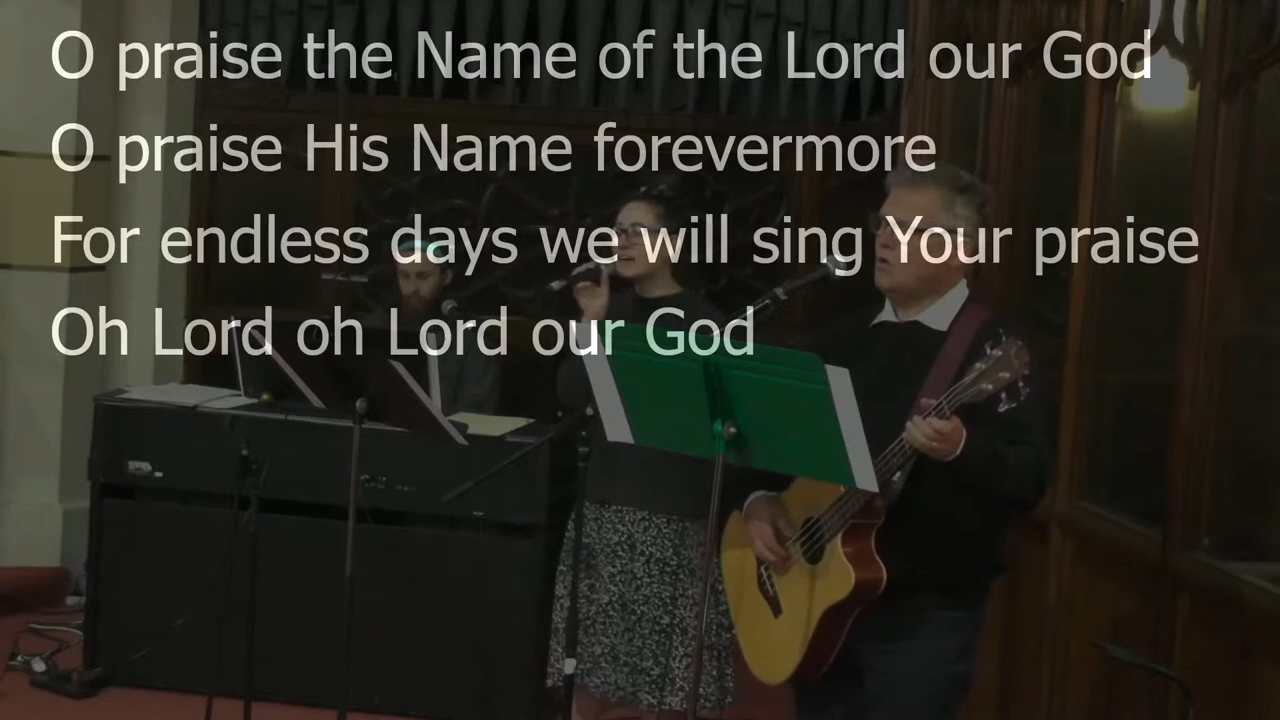 O praise the Name of the Lord our God
O praise His Name forevermore
For endless days we will sing Your praise
Oh Lord oh Lord our God